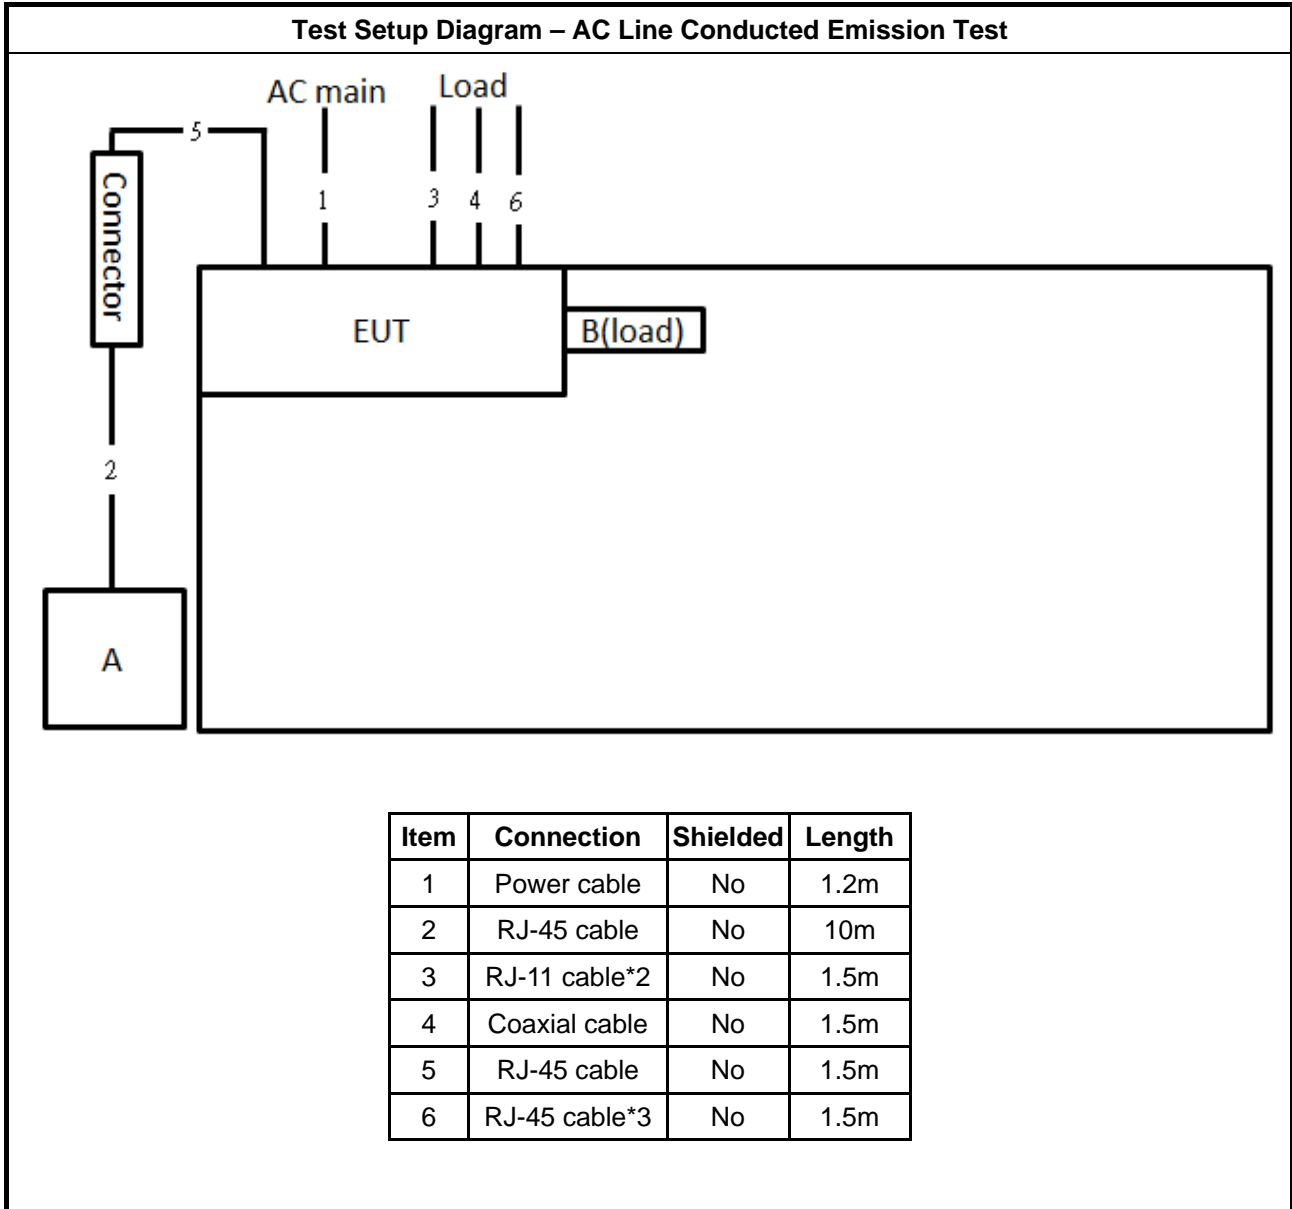 Test Setup Diagram – AC Line Conducted Emission Test
AC main
Load
5
Connector
1
3 4 6
EUT
B(load)
2
A
Item Connection Shielded Length
1 Power cable No 1.2m
2 RJ-45 cable No 10m
3 RJ-11 cable*2 No 1.5m
4 Coaxial cable No 1.5m
5 RJ-45 cable No 1.5m
6 RJ-45 cable*3 No 1.5m